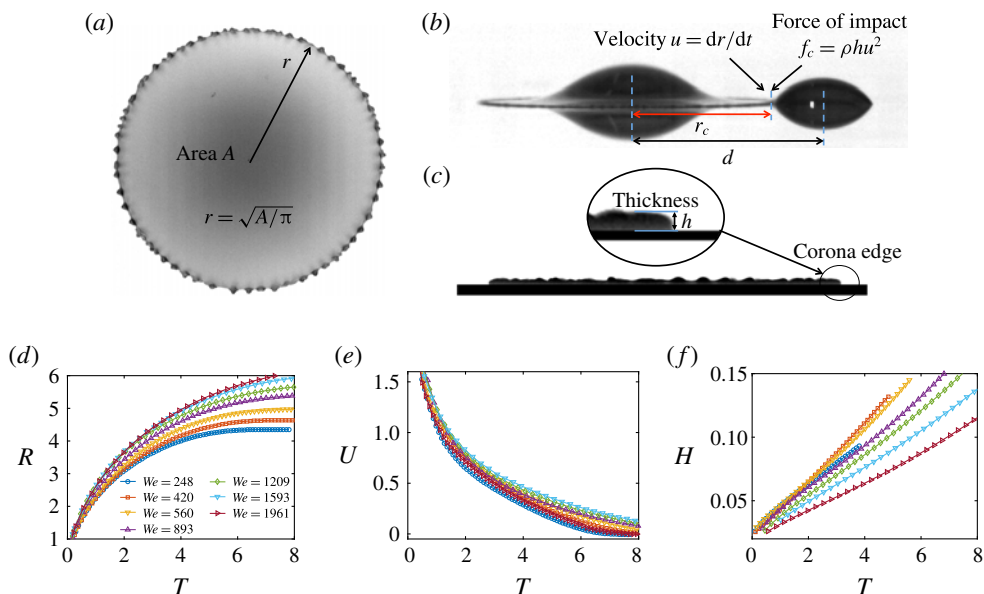 (a)
r
Area A
r = √A/π
(b)
Velocity u = dr/dt
Force of impact
f_c = ρhu²
r_c
d
(c)
Thickness
h
Corona edge
(d)
R
6
5
4
3
2
1
We = 248
We = 420
We = 560
We = 893
We = 1209
We = 1593
We = 1961
0 2 4 6 8
T
(e)
U
1.5
1.0
0.5
0
0 2 4 6 8
T
(f)
H
0.15
0.10
0.05
0 2 4 6 8
T